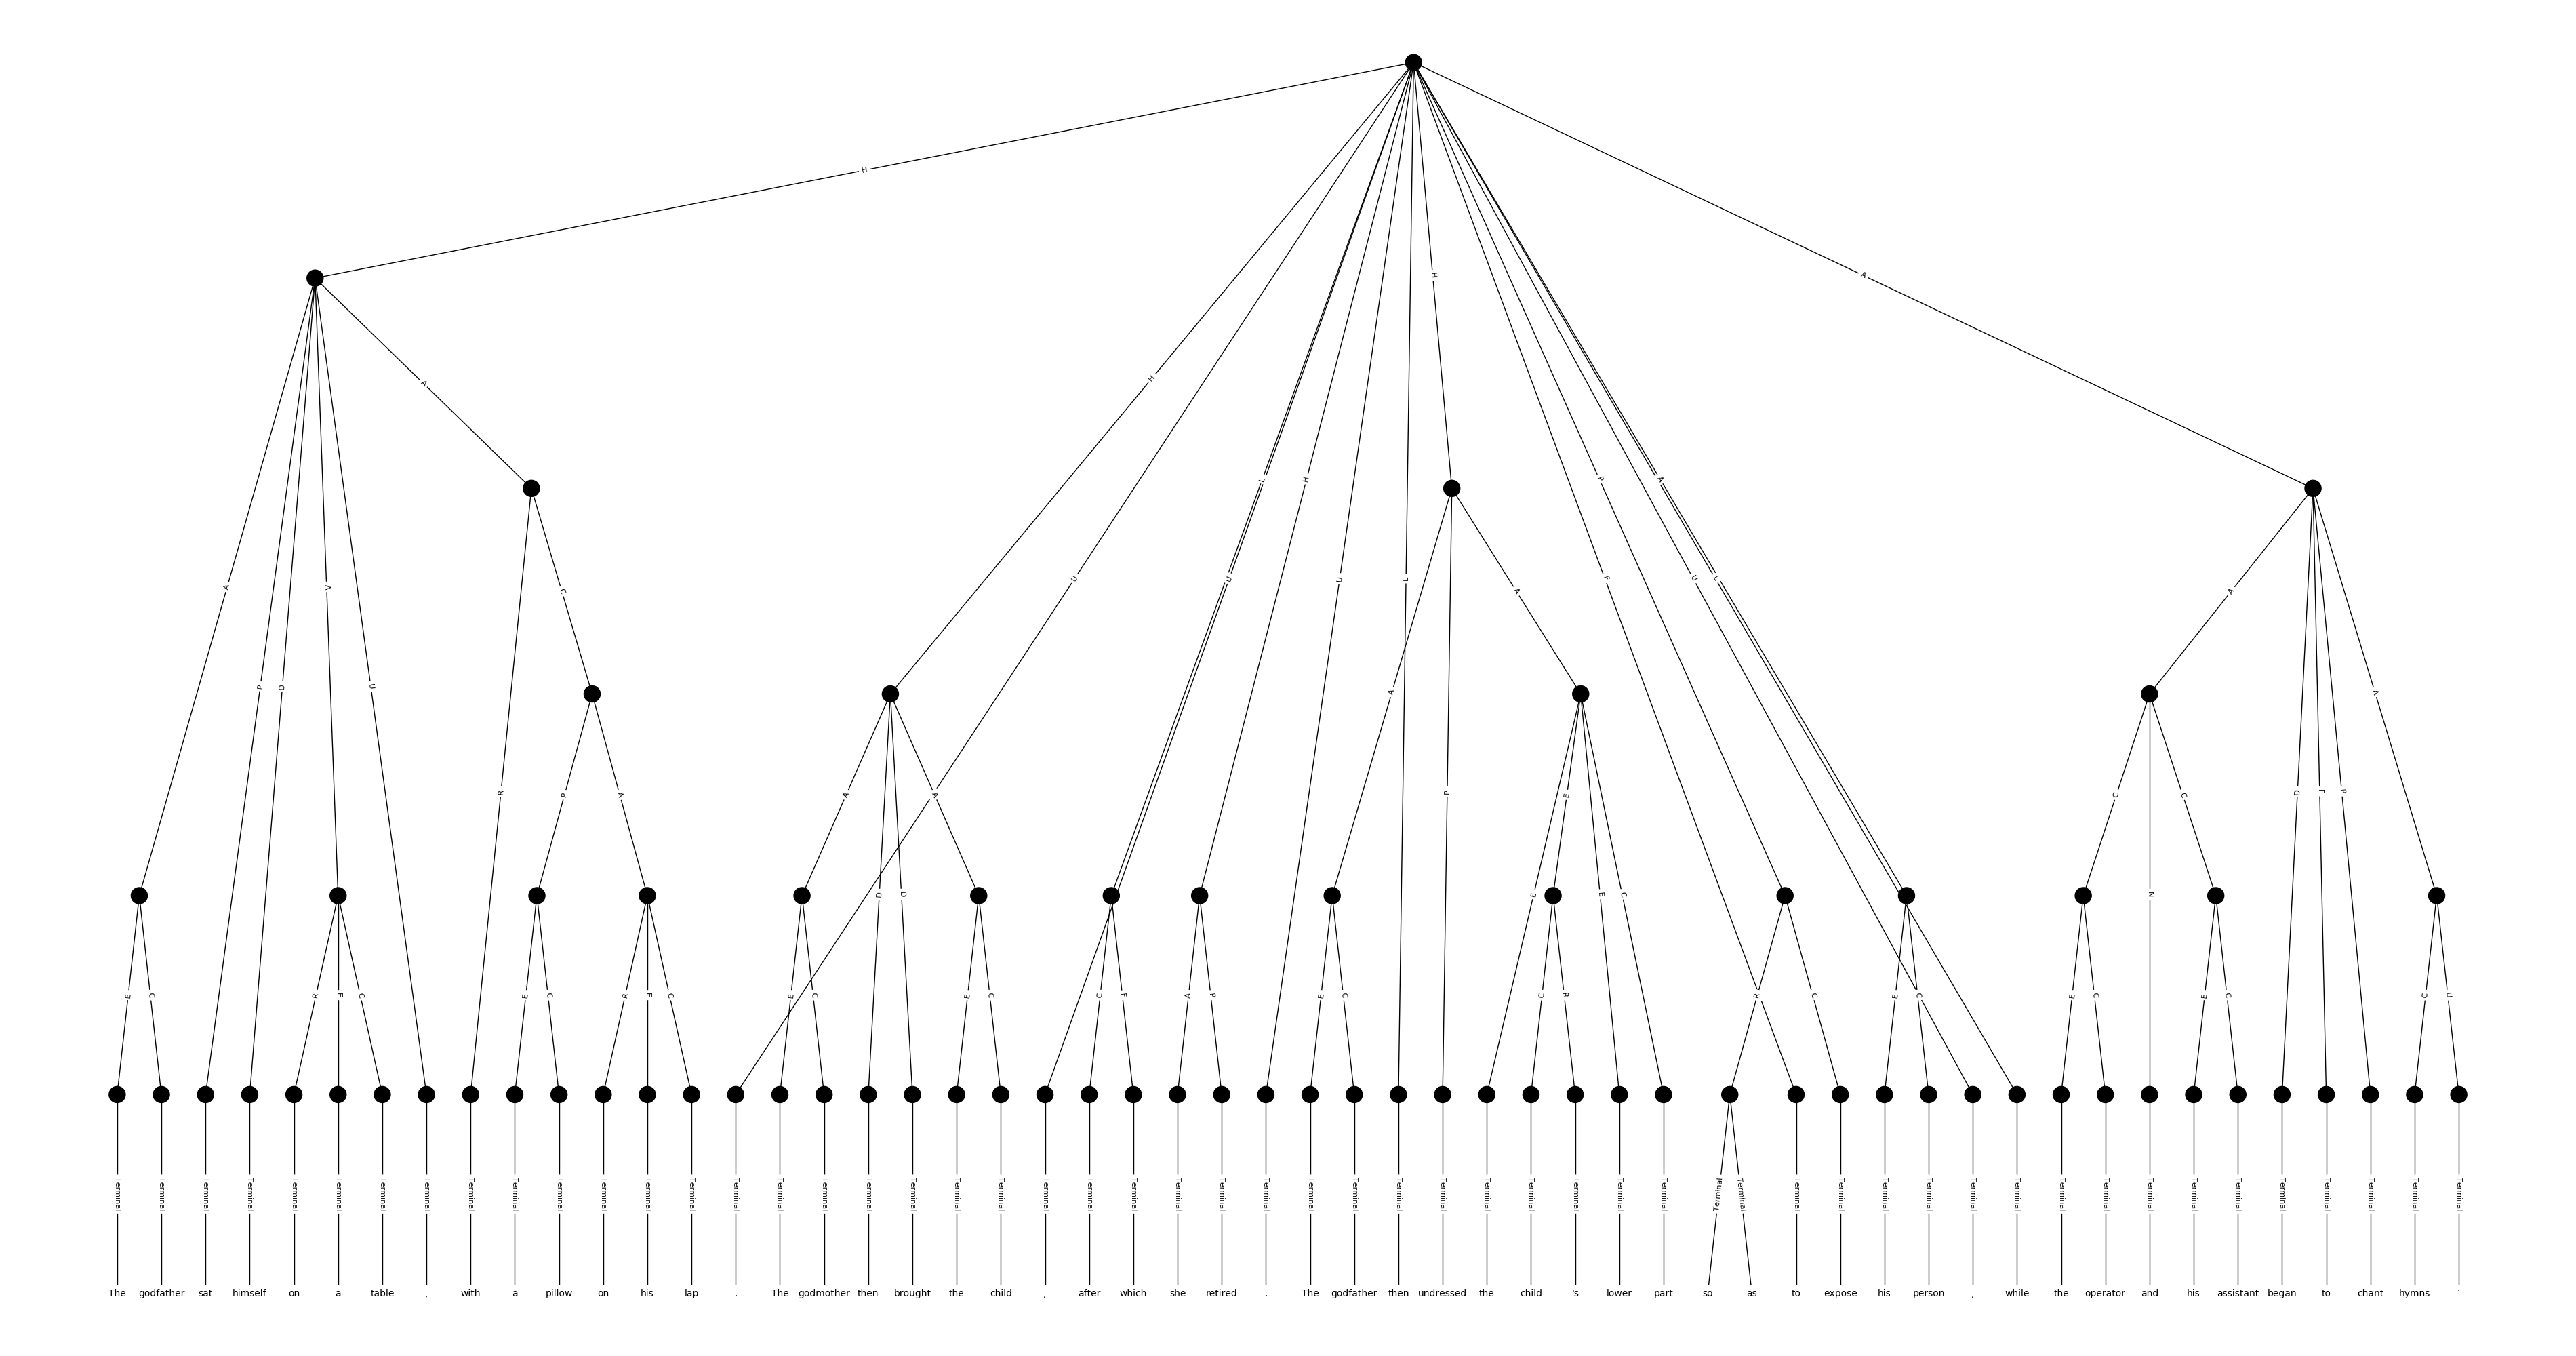 H
H
A
A
H
U
L
H
P
A
U
U
L
F
U
L
A
P
D
A
U
C
A
A
A
R
P
A
A
D
D
A
P
E
E
E
C
C
N
C
D
F
P
A
E
C
R
E
C
E
C
R
E
C
E
C
E
C
C
F
A
P
E
C
C
R
R
C
E
C
E
C
E
C
C
U
Terminal Terminal Terminal Terminal Terminal Terminal Terminal Terminal Terminal Terminal Terminal Terminal Terminal Terminal Terminal Terminal Terminal Terminal Terminal Terminal Terminal Terminal Terminal Terminal Terminal Terminal Terminal Terminal Terminal Terminal Terminal Terminal Terminal Terminal Terminal Terminal Terminal Terminal Terminal Terminal Terminal Terminal Terminal Terminal Terminal Terminal Terminal Terminal Terminal Terminal Terminal Terminal Terminal Terminal
The godfather sat himself on a table , with a pillow on his lap . The godmother then brought the child , after which she retired . The godfather then undressed the child 's lower part so as to expose his person , while the operator and his assistant began to chant hymns .